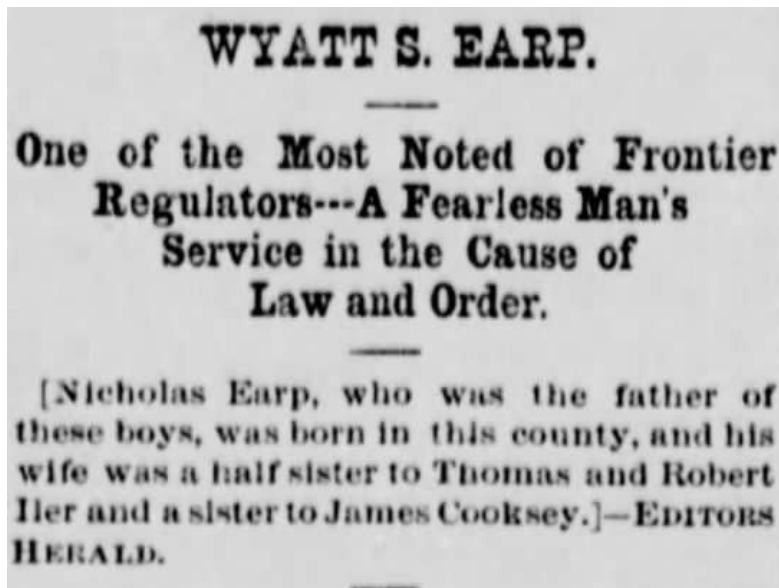 WYATT S. EARP.
One of the Most Noted of Frontier
Regulators---A Fearless Man's
Service in the Cause of
Law and Order.
[Nicholas Earp, who was the father of
these boys, was born in this county, and his
wife was a half sister to Thomas and Robert
Iler and a sister to James Cooksey.]—EDITORS
HERALD.